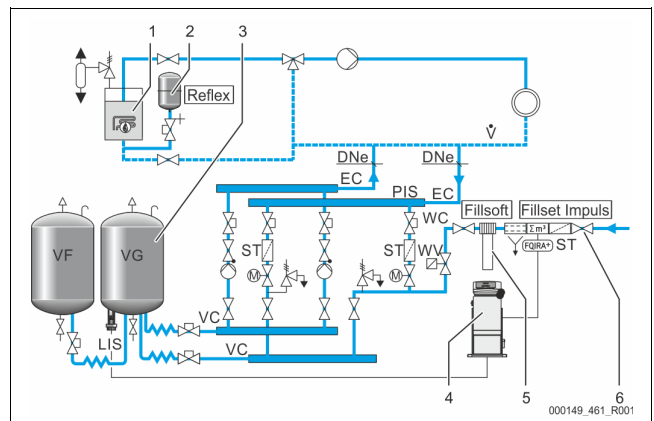 1
2
3
Reflex
V̇
DNe
DNe
EC
PIS
EC
WC
Fillsoft
Fillset Impuls
Σm³
FQIRA+
ST
ST
ST
WV
M
M
VF
VG
VC
VC
LIS
4
5
6
000149_461_R001